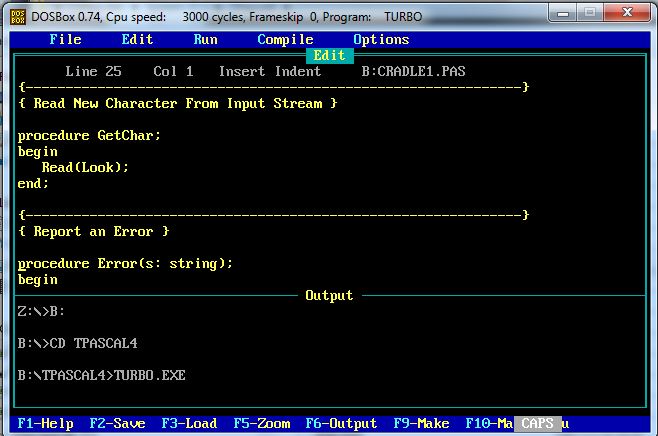 DOSBox 0.74, Cpu speed: 3000 cycles, Frameskip 0, Program: TURBO
File Edit Run Compile Options
Edit
Line 25 Col 1 Insert Indent B:CRADLE1.PAS
{--------------------------------------------------------------}
{ Read New Character From Input Stream }
procedure GetChar;
begin
Read(Look);
end;
{--------------------------------------------------------------}
{ Report an Error }
procedure Error(s: string);
begin
Output
Z:\>B:
B:\>CD TPASCAL4
B:\TPASCAL4>TURBO.EXE
F1-Help F2-Save F3-Load F5-Zoom F6-Output F9-Make F10-Ma CAPS u